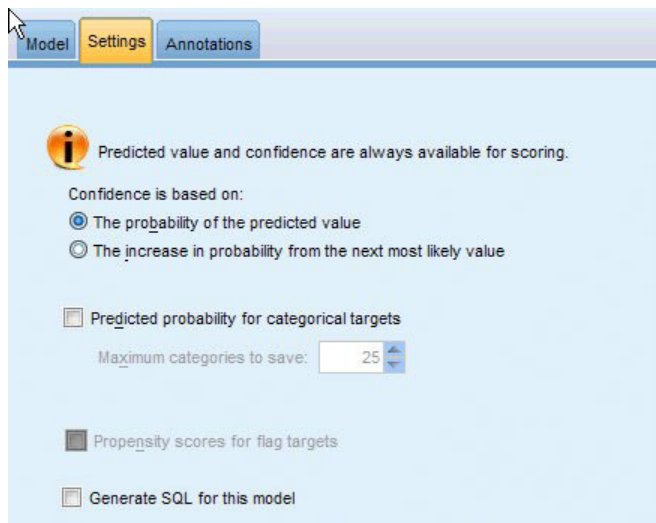 Model Settings Annotations
Predicted value and confidence are always available for scoring.
Confidence is based on:
The probability of the predicted value
The increase in probability from the next most likely value
Predicted probability for categorical targets
Maximum categories to save: 25
Propensity scores for flag targets
Generate SQL for this model